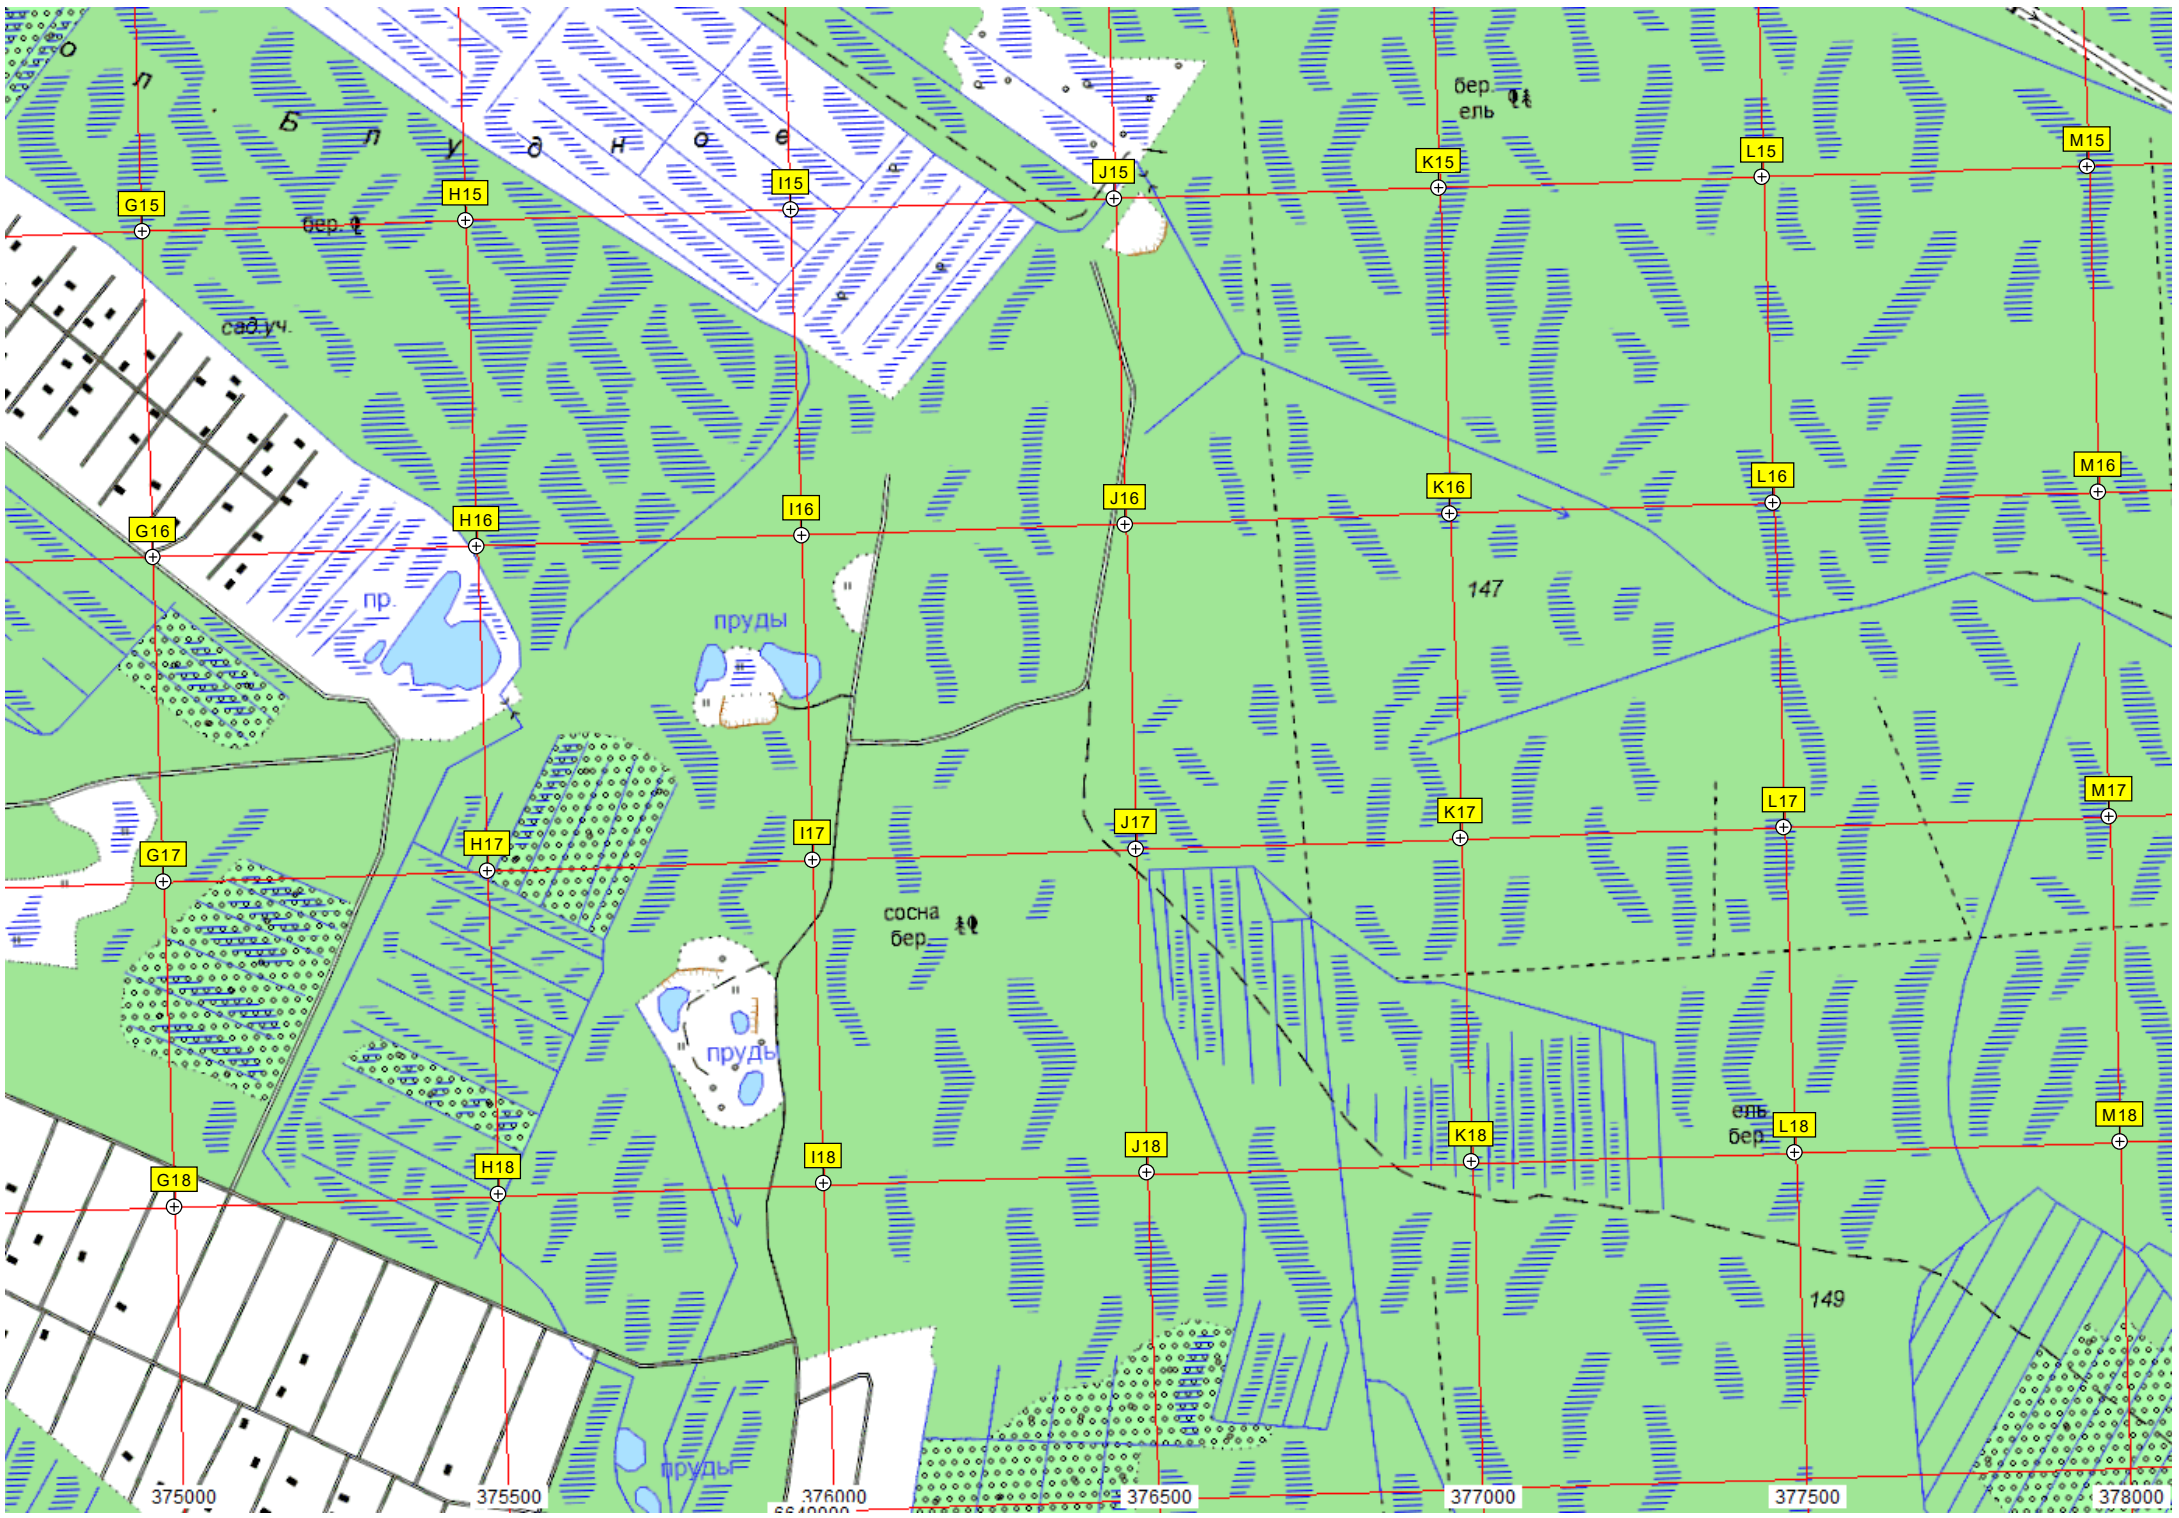 о л . Б л у д н о е
бер.
ель
M15
L15
K15
J15
I15
H15
G15
бер.
сад.уч.
M16
L16
K16
J16
I16
H16
G16
147
пр.
пруды
M17
L17
K17
J17
I17
H17
G17
сосна
бер.
пруды
ель
бер.
M18
L18
K18
J18
I18
H18
G18
149
пруды
375000 375500 376000 376500 377000 377500 378000